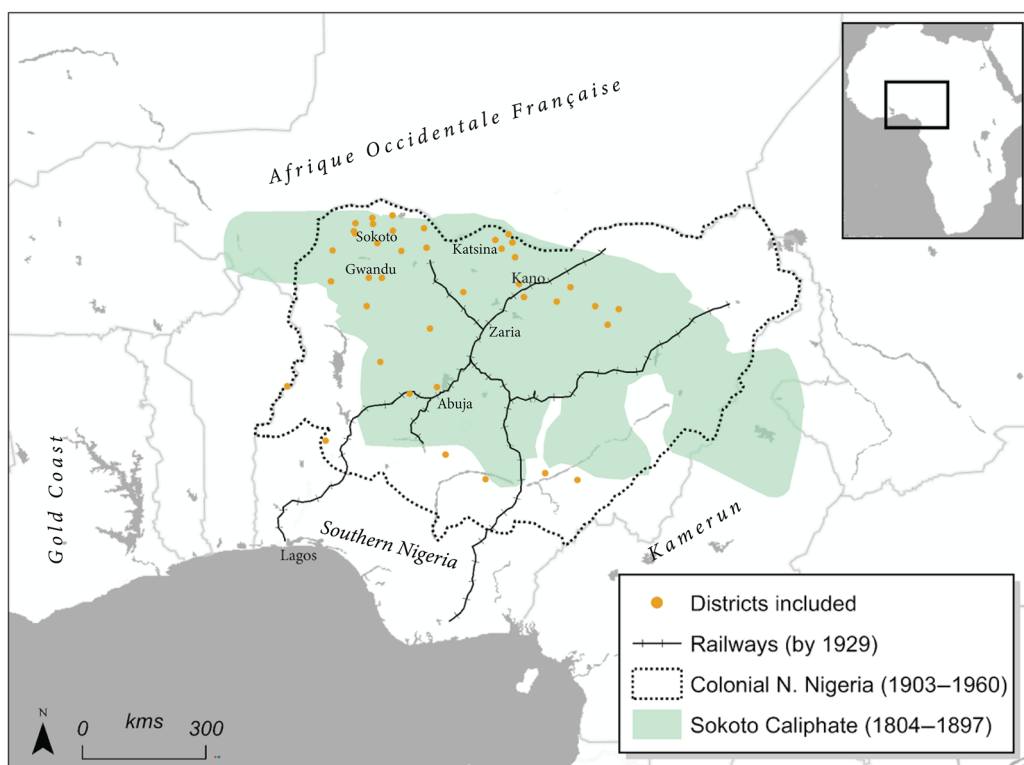 Afrique Occidentale Française
Sokoto
Katsina
Gwandu
Kano
Zaria
Abuja
Gold Coast
Southern Nigeria
Kamerun
Lagos
Districts included
Railways (by 1929)
Colonial N. Nigeria (1903–1960)
Sokoto Caliphate (1804–1897)
N
0 kms 300